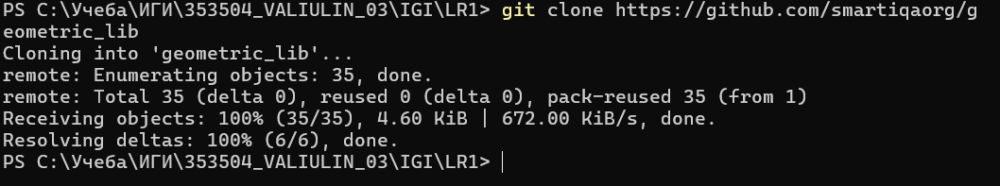 PS C:\Учеба\ИГИ\353504_VALIULIN_03\IGI\LR1> git clone https://github.com/smartiqaorg/g
eometric_lib
Cloning into 'geometric_lib'...
remote: Enumerating objects: 35, done.
remote: Total 35 (delta 0), reused 0 (delta 0), pack-reused 35 (from 1)
Receiving objects: 100% (35/35), 4.60 KiB | 672.00 KiB/s, done.
Resolving deltas: 100% (6/6), done.
PS C:\Учеба\ИГИ\353504_VALIULIN_03\IGI\LR1>